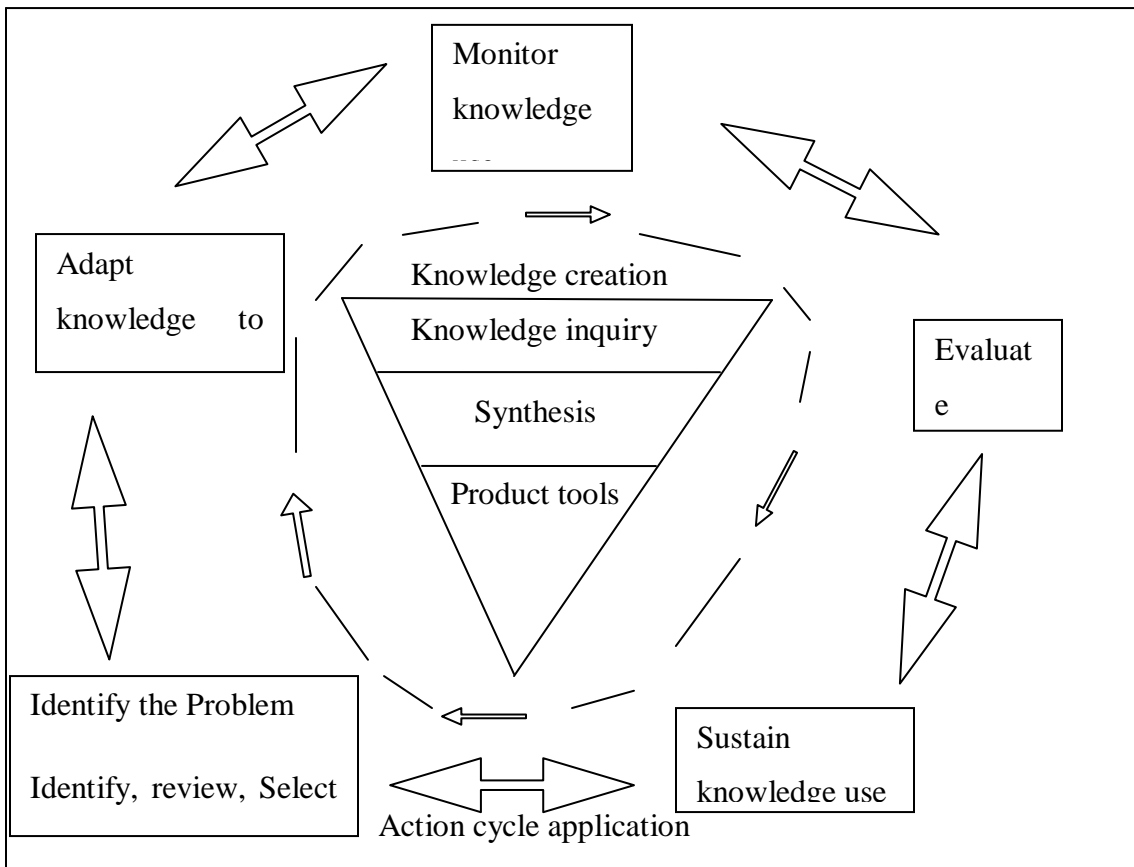 Monitor
knowledge
Adapt
knowledge to
Knowledge creation
Knowledge inquiry
Synthesis
Product tools
Evaluat
e
Identify the Problem
Identify, review, Select
Sustain
knowledge use
Action cycle application